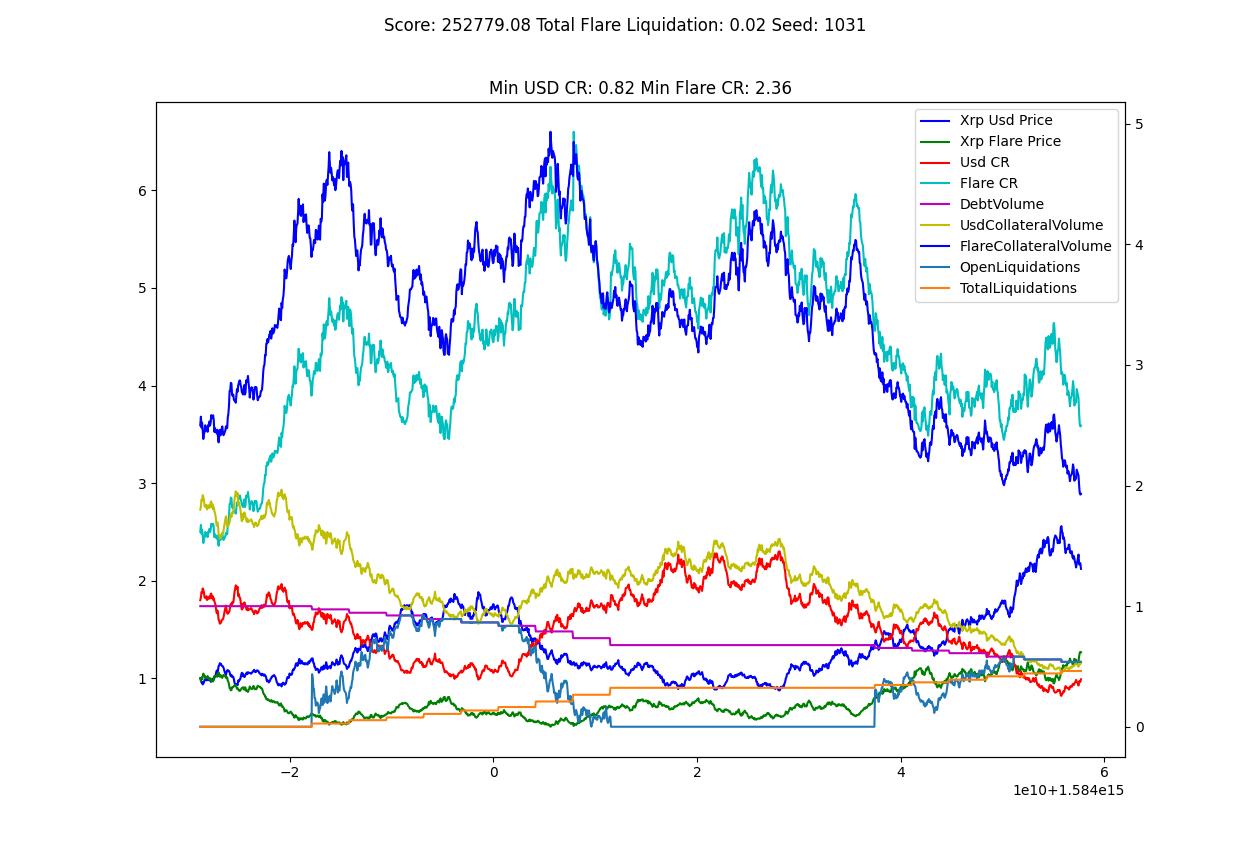 Score: 252779.08 Total Flare Liquidation: 0.02 Seed: 1031
Min USD CR: 0.82 Min Flare CR: 2.36
Xrp Usd Price
Xrp Flare Price
Usd CR
Flare CR
DebtVolume
UsdCollateralVolume
FlareCollateralVolume
OpenLiquidations
TotalLiquidations
6
5
4
3
2
1
5
4
3
2
1
0
−2
0
2
4
6
1e10+1.584e15